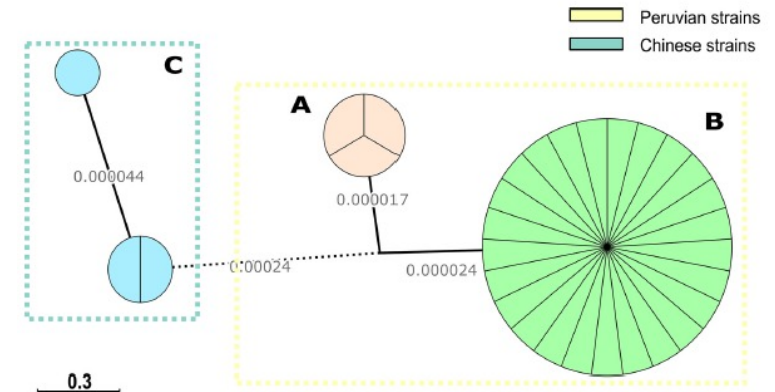 Peruvian strains
Chinese strains
C
A
B
0.000044
0.000017
0.00024
0.000024
0.3